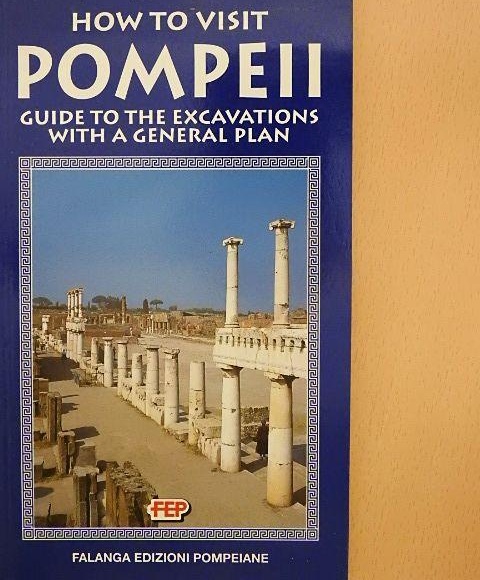 HOW TO VISIT
POMPEII
GUIDE TO THE EXCAVATIONS
WITH A GENERAL PLAN
FEP
FALANGA EDIZIONI POMPEIANE